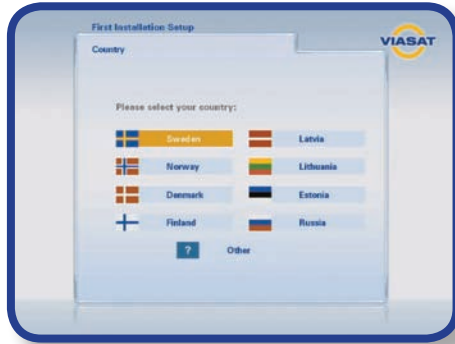 First Installation Setup
VIASAT
Country
Please select your country:
Sweden Latvia
Norway Lithuania
Denmark Estonia
Finland Russia
? Other